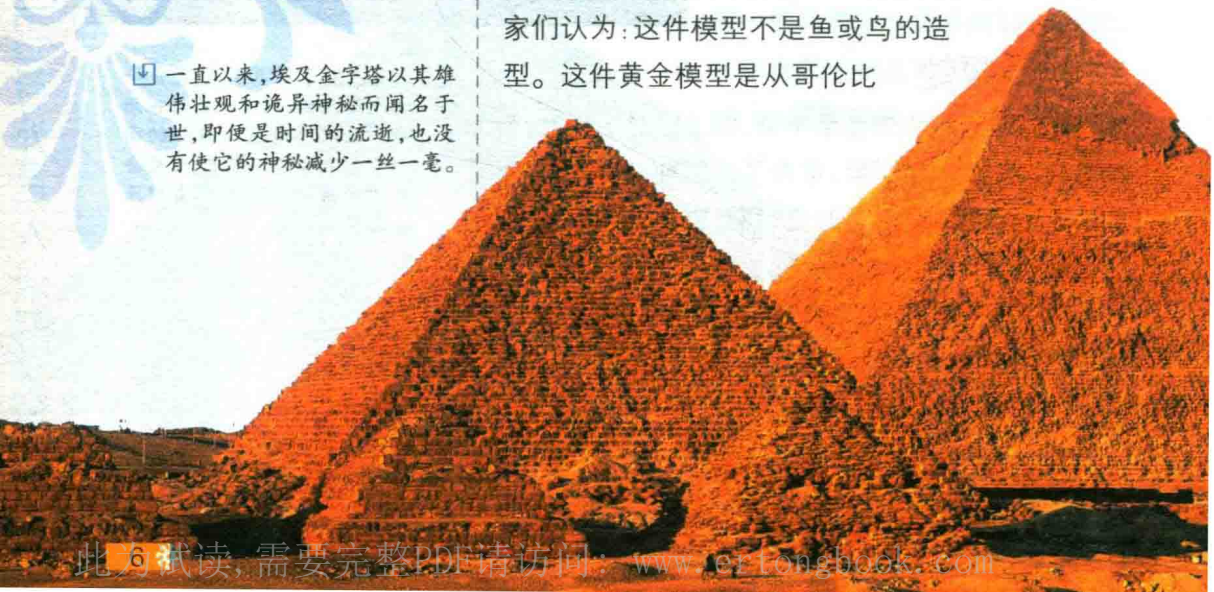 家们认为:这件模型不是鱼或鸟的造
型。这件黄金模型是从哥伦比
一直以来,埃及金字塔以其雄
伟壮观和诡异神秘而闻名于
世,即便是时间的流逝,也没
有使它的神秘减少一丝一毫。
6
此为试读,需要完整PDF请访问: www.ertongbook.com